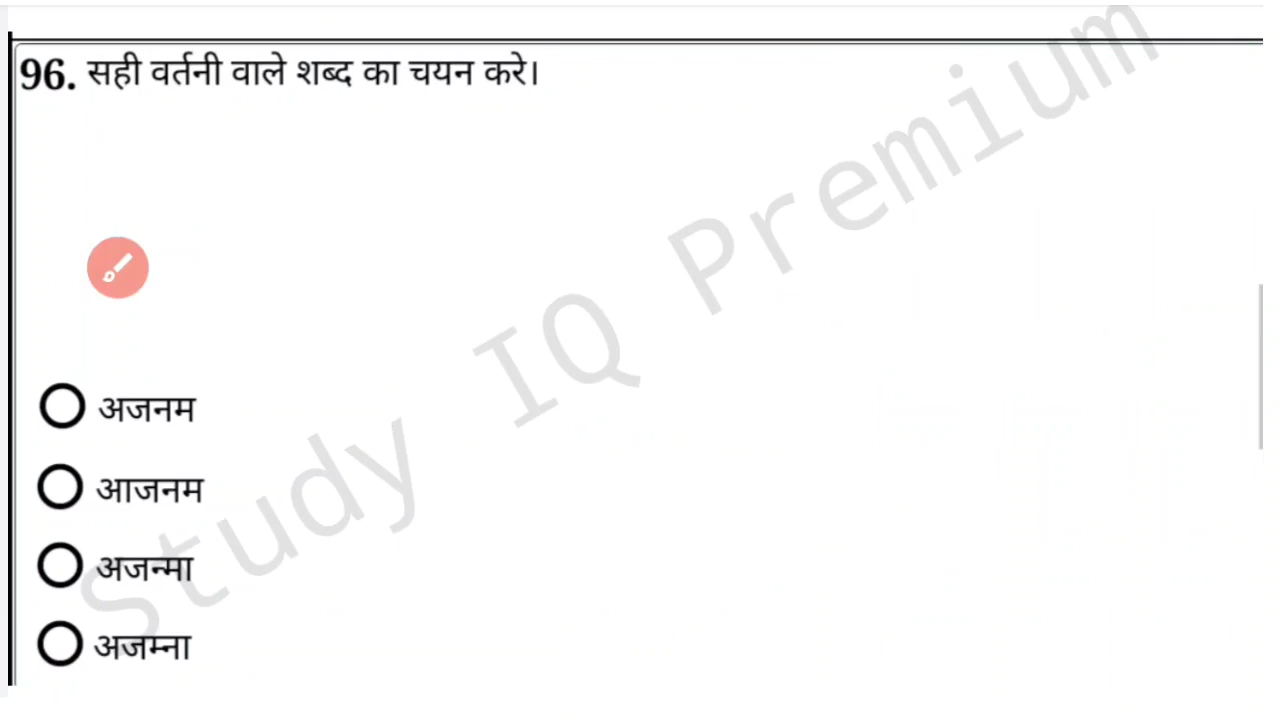 96. सही वर्तनी वाले शब्द का चयन करे।
अजनम
आजनम
अजन्मा
अजम्ना
Study IQ Premium